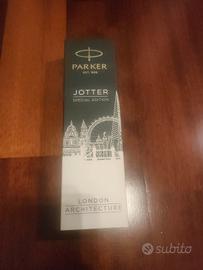 PARKER
EST. 1888
JOTTER
SPECIAL EDITION
LONDON
ARCHITECTURE
subito